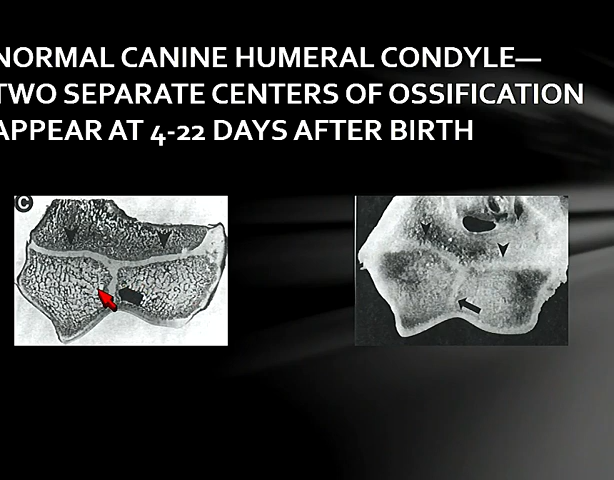 NORMAL CANINE HUMERAL CONDYLE—
TWO SEPARATE CENTERS OF OSSIFICATION
APPEAR AT 4-22 DAYS AFTER BIRTH
C